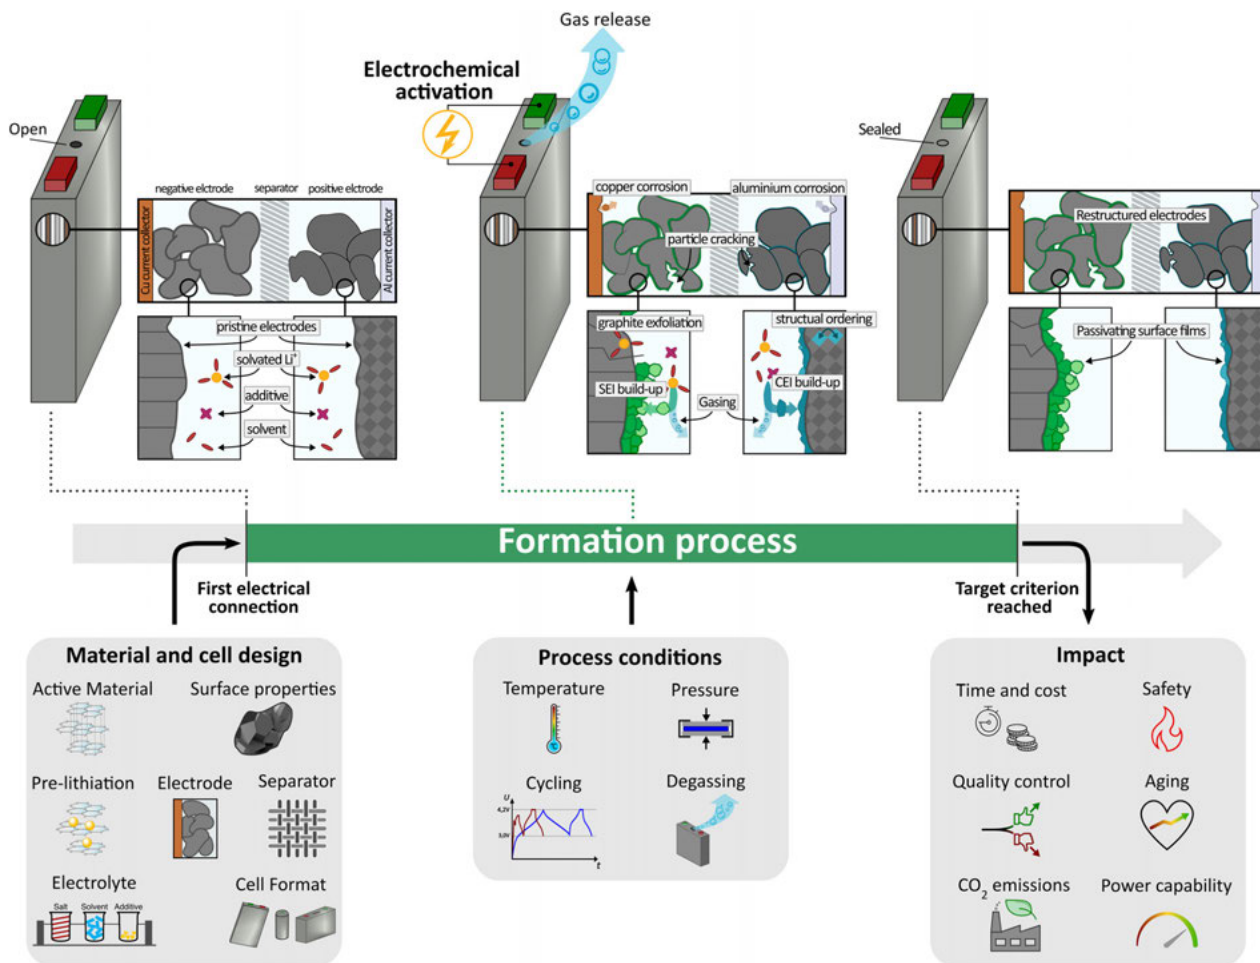 Gas release
Electrochemical
activation
Open
Sealed
negative elctrode
separator
positive elctrode
Cu current collector
Al current collector
pristine electrodes
solvated Li⁺
additive
solvent
copper corrosion
aluminium corrosion
particle cracking
graphite exfoliation
structual ordering
SEI build-up
CEI build-up
Gasing
Restructured electrodes
Passivating surface films
Formation process
First electrical
connection
Target criterion
reached
Material and cell design
Active Material
Surface properties
Pre-lithiation
Electrode
Separator
Electrolyte
Salt
Solvent
Additive
Cell Format
Process conditions
Temperature
°C
Pressure
Cycling
U
4,2V
3,0V
t
Degassing
Impact
Time and cost
Safety
Quality control
Aging
CO₂ emissions
Power capability